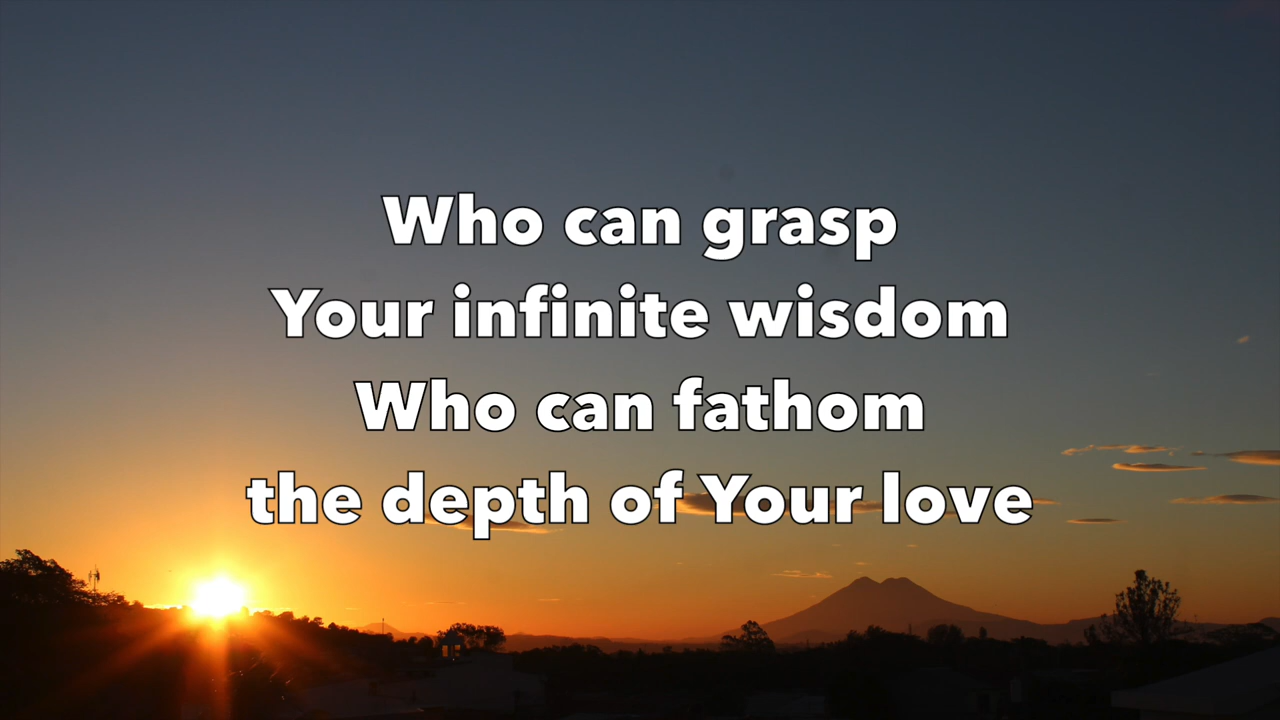 Who can grasp
Your infinite wisdom
Who can fathom
the depth of Your love